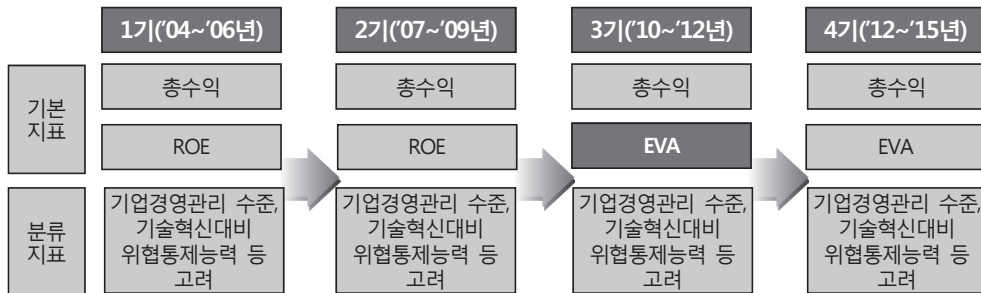 1기('04~'06년)
2기('07~'09년)
3기('10~'12년)
4기('12~'15년)
기본
지표
총수익
총수익
총수익
총수익
ROE
ROE
EVA
EVA
분류
지표
기업경영관리 수준,
기술혁신대비
위협통제능력 등
고려
기업경영관리 수준,
기술혁신대비
위협통제능력 등
고려
기업경영관리 수준,
기술혁신대비
위협통제능력 등
고려
기업경영관리 수준,
기술혁신대비
위협통제능력 등
고려